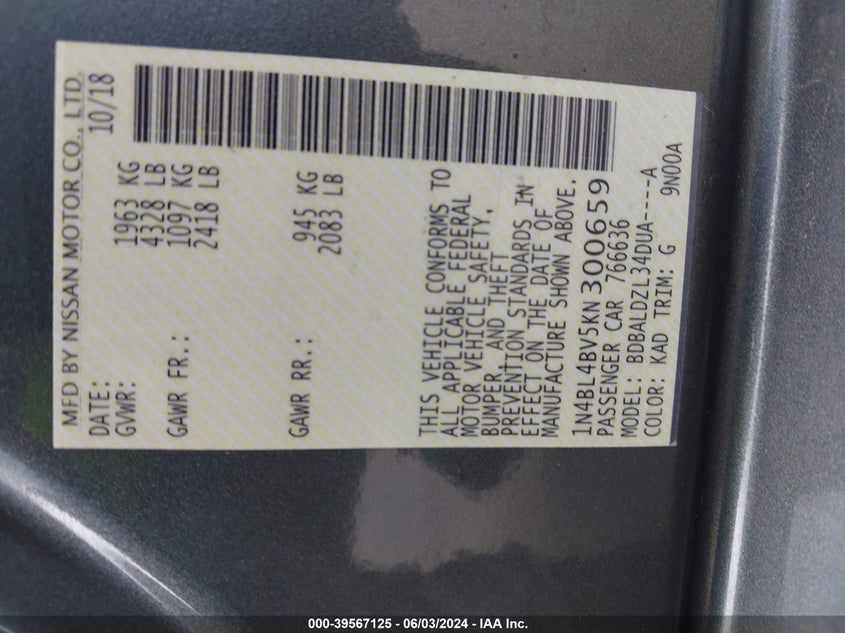 MFD BY NISSAN MOTOR CO., LTD.
DATE: 10/18
GVWR: 1963 KG
4328 LB
GAWR FR.: 1097 KG
2418 LB
GAWR RR.: 945 KG
2083 LB
THIS VEHICLE CONFORMS TO
ALL APPLICABLE FEDERAL
MOTOR VEHICLE SAFETY,
BUMPER, AND THEFT
PREVENTION STANDARDS IN
EFFECT ON THE DATE OF
MANUFACTURE SHOWN ABOVE.
1N4BL4BV5KN300659
PASSENGER CAR 766636
MODEL: BDBALDZL34DUA----A
COLOR: KAD TRIM: G 9N00A
000-39567125 - 06/03/2024 - IAA Inc.